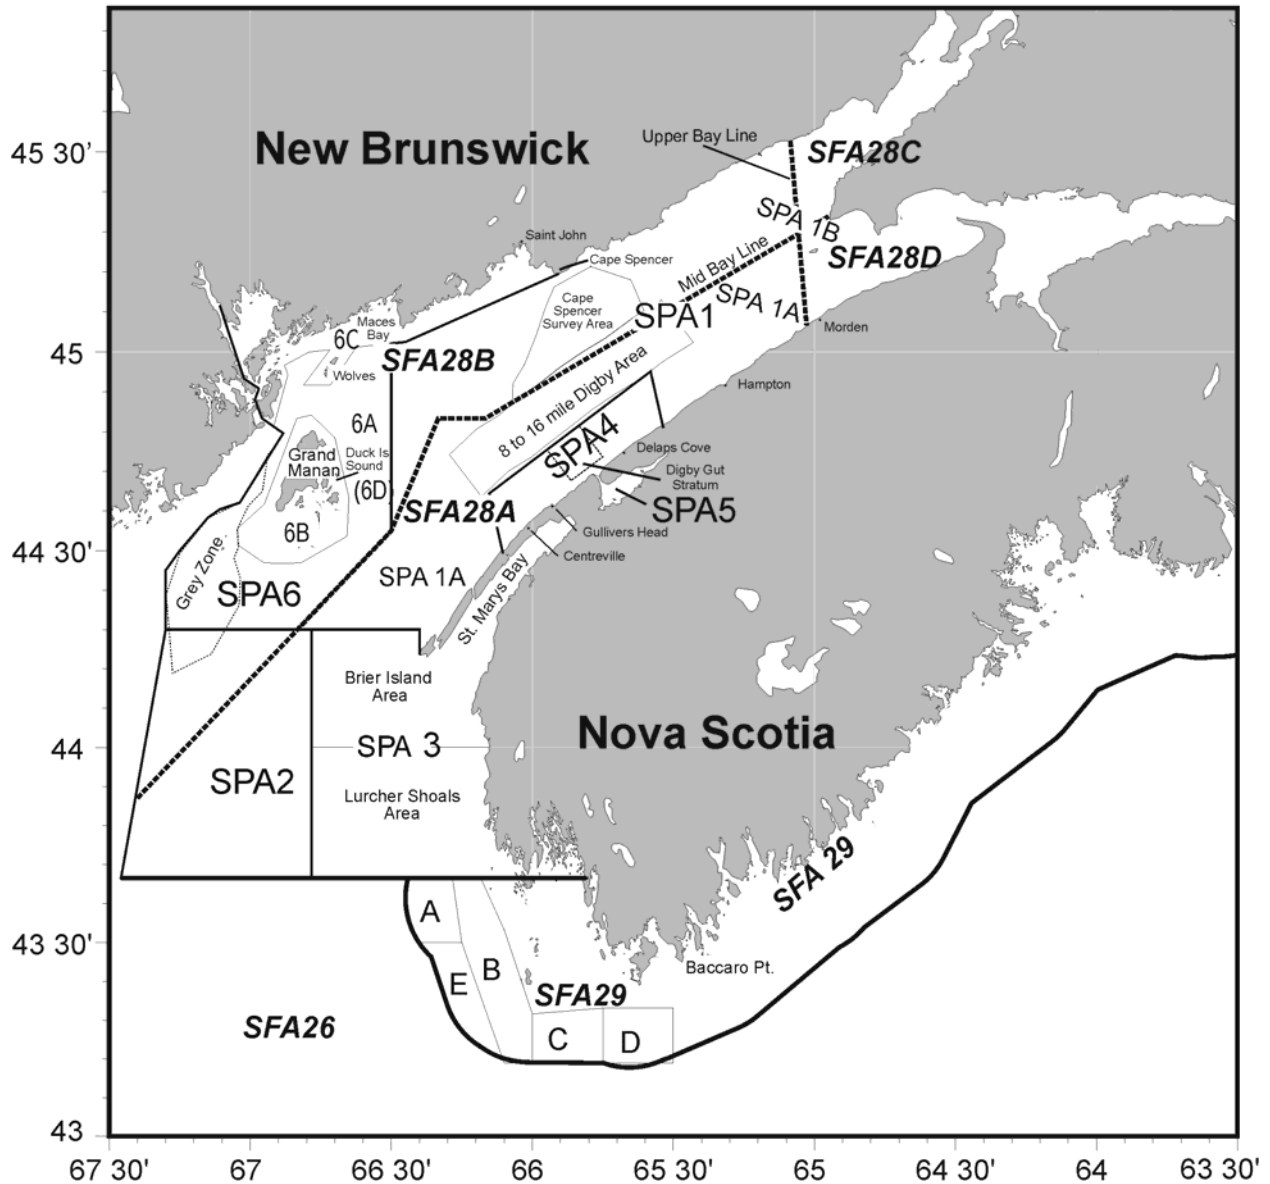 New Brunswick
Upper Bay Line
SFA28C
45 30'
SPA 1B
Saint John
Mid Bay Line
SFA28D
Cape Spencer
Cape
Spencer
Survey Area
SPA 1A
SPA1
Maces
Bay
Morden
6C
45
SFA28B
Wolves
8 to 16 mile Digby Area
Hampton
6A
SPA4
Grand
Manan
Duck Is
Sound
Delaps Cove
Digby Gut
Stratum
(6D)
SFA28A
SPA5
6B
Gullivers Head
44 30'
Centreville
Grey Zone
SPA 1A
SPA6
St. Marys Bay
Brier Island
Area
Nova Scotia
44
SPA 3
SPA2
Lurcher Shoals
Area
SFA 29
A
43 30'
B
Baccaro Pt.
E
SFA29
SFA26
C
D
43
67 30'
67
66 30'
66
65 30'
65
64 30'
64
63 30'